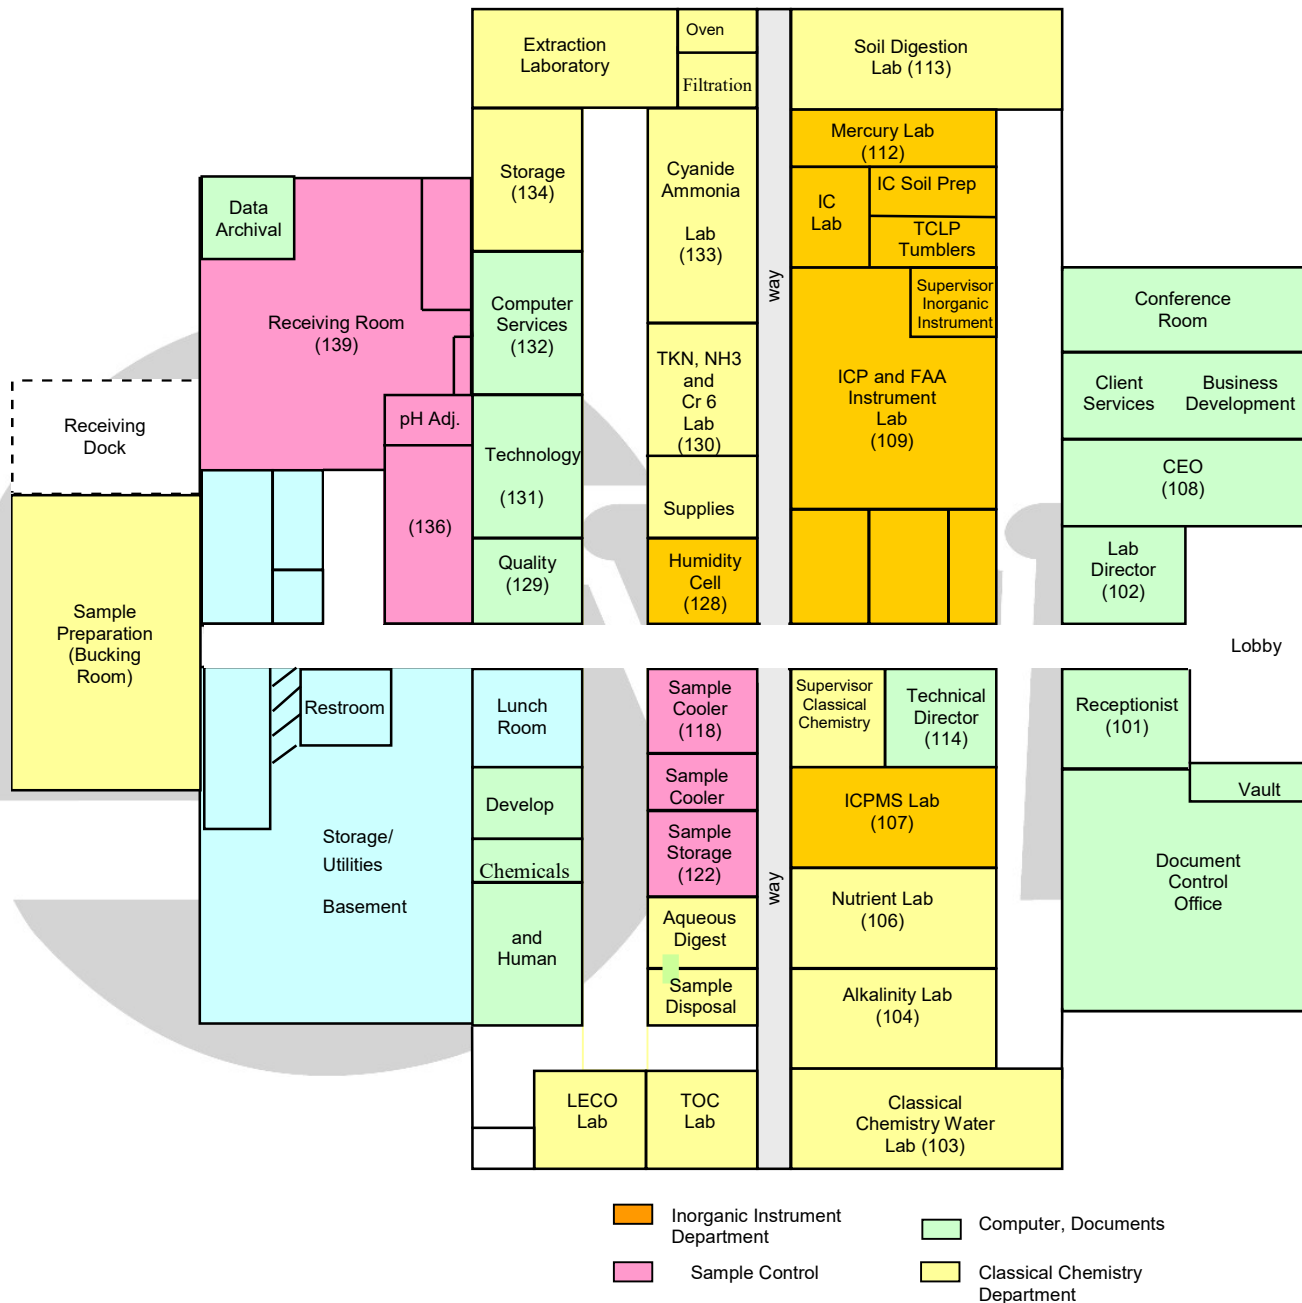 Extraction
Laboratory
Oven
Filtration
Soil Digestion
Lab (113)
Mercury Lab
(112)
Storage
(134)
Cyanide
Ammonia
Lab
(133)
IC
Lab
IC Soil Prep
TCLP
Tumblers
Data
Archival
way
Receiving Room
(139)
Computer
Services
(132)
Supervisor
Inorganic
Instrument
Conference
Room
TKN, NH3
and
Cr 6
Lab
(130)
ICP and FAA
Instrument
Lab
(109)
Client
Services
Business
Development
Receiving
Dock
pH Adj.
Technology
(131)
CEO
(108)
(136)
Supplies
Quality
(129)
Humidity
Cell
(128)
Lab
Director
(102)
Sample
Preparation
(Bucking
Room)
Lobby
Restroom
Lunch
Room
Sample
Cooler
(118)
Supervisor
Classical
Chemistry
Technical
Director
(114)
Receptionist
(101)
Develop
Sample
Cooler
ICPMS Lab
(107)
Vault
Storage/
Utilities
Basement
Chemicals
Sample
Storage
(122)
way
Nutrient Lab
(106)
Document
Control
Office
and
Human
Aqueous
Digest
Sample
Disposal
Alkalinity Lab
(104)
LECO
Lab
TOC
Lab
Classical
Chemistry Water
Lab (103)
Inorganic Instrument
Department
Computer, Documents
Sample Control
Classical Chemistry
Department